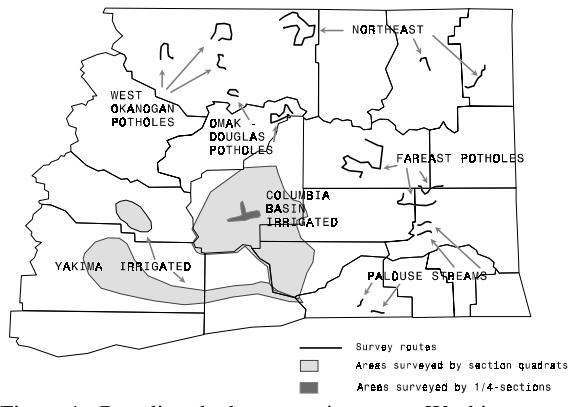 NORTHEAST
WEST
OKANOGAN
POTHOLES
OMAK -
DOUGLAS
POTHOLES
FAREAST POTHOLES
COLUMBIA
BASIN
IRRIGATED
YAKIMA IRRIGATED
PALOUSE STREAMS
Survey routes
Areas surveyed by section quadrats
Areas surveyed by 1/4-sections